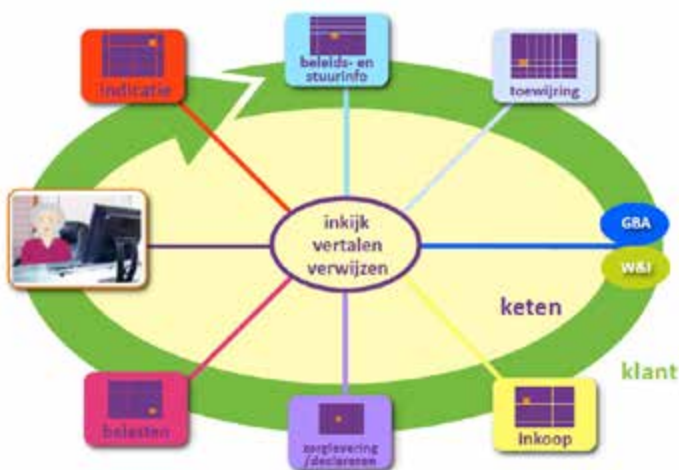 beleids- en
stuurinfo
indicatie
toewijzing
inkijk
vertalen
verwijzen
GBA
W&I
keten
klant
belasten
zorglevering
/declareren
Inkoop